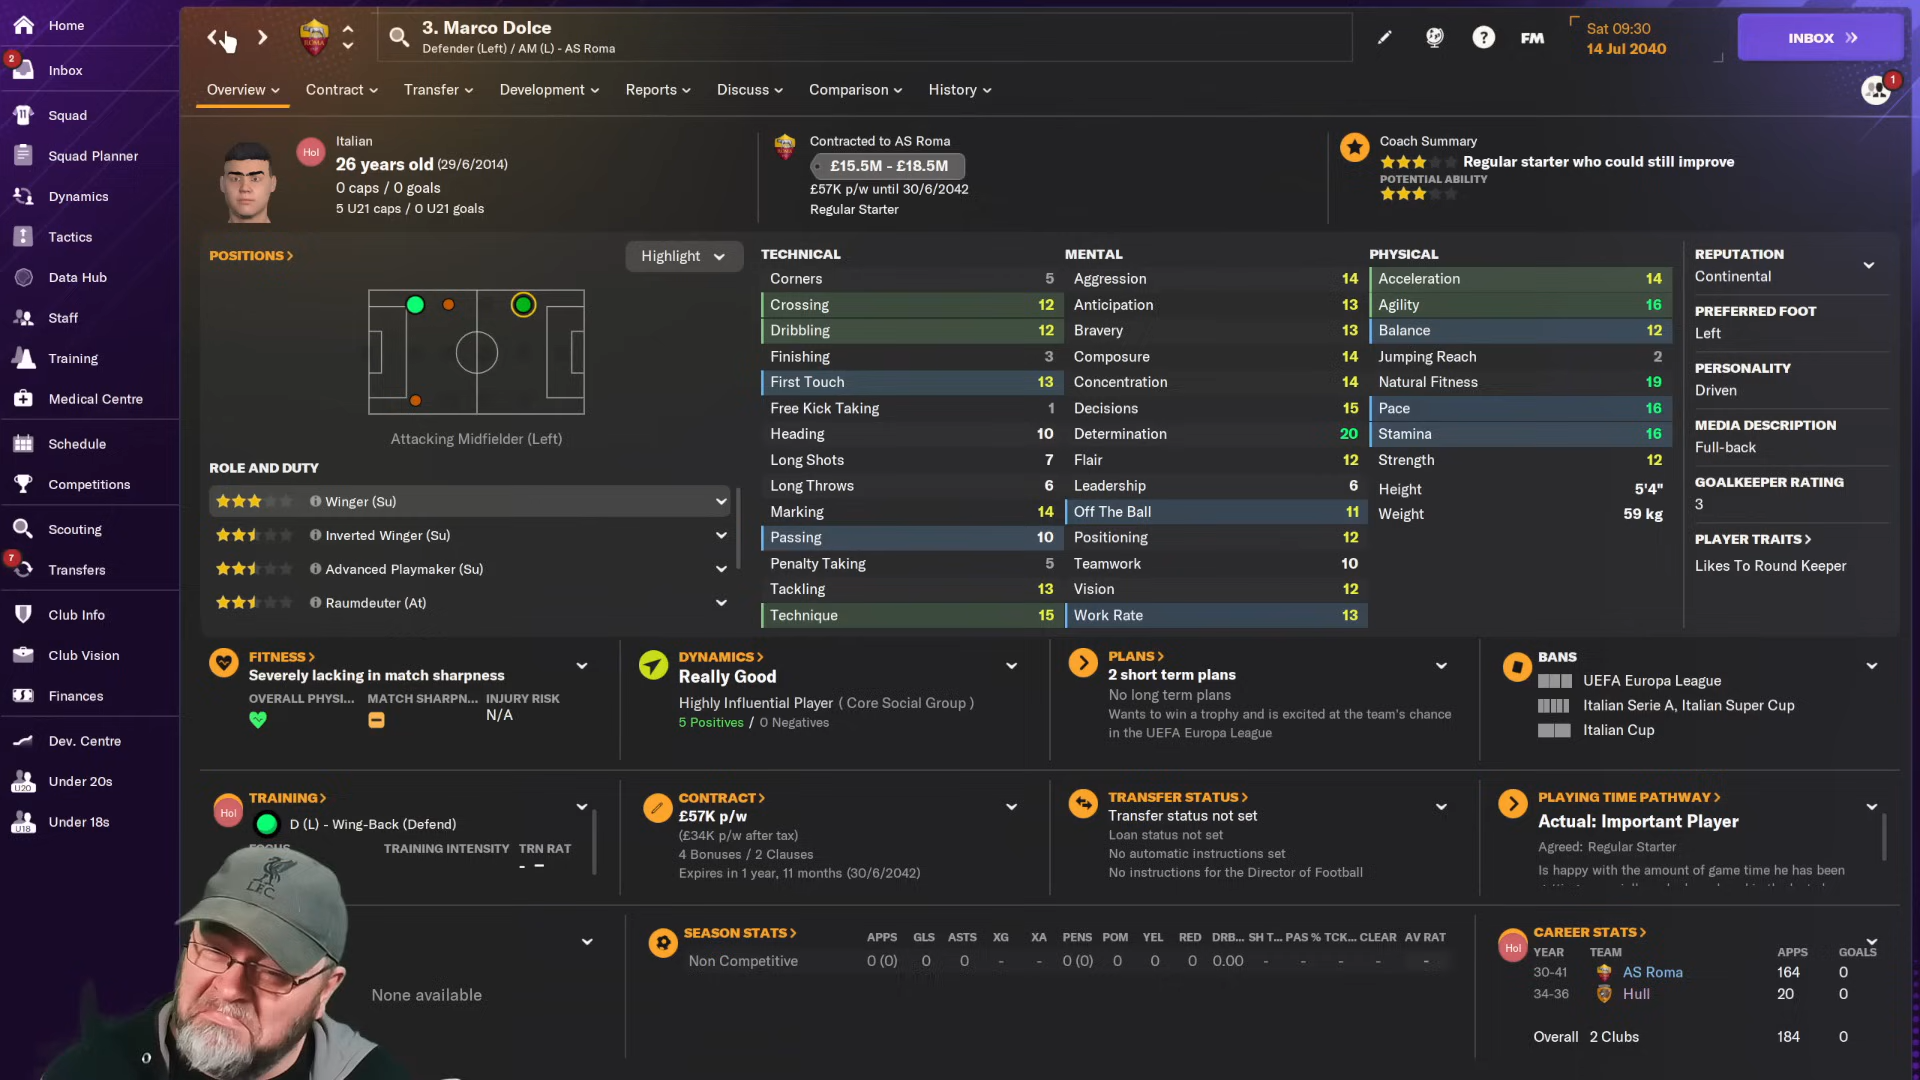 Home
2
Inbox
Squad
Squad Planner
Dynamics
Tactics
Data Hub
Staff
Training
Medical Centre
Schedule
Competitions
Scouting
7
Transfers
Club Info
Club Vision
Finances
Dev. Centre
U20
Under 20s
U18
Under 18s
ROMA
3. Marco Dolce
Defender (Left) / AM (L) - AS Roma
?
FM
Sat 09:30
14 Jul 2040
INBOX
1
Overview
Contract
Transfer
Development
Reports
Discuss
Comparison
History
Hol
Italian
26 years old (29/6/2014)
0 caps / 0 goals
5 U21 caps / 0 U21 goals
Contracted to AS Roma
£15.5M - £18.5M
£57K p/w until 30/6/2042
Regular Starter
Coach Summary
Regular starter who could still improve
POTENTIAL ABILITY
POSITIONS >
Highlight
Attacking Midfielder (Left)
ROLE AND DUTY
Winger (Su)
Inverted Winger (Su)
Advanced Playmaker (Su)
Raumdeuter (At)
TECHNICAL
Corners 5
Crossing 12
Dribbling 12
Finishing 3
First Touch 13
Free Kick Taking 1
Heading 10
Long Shots 7
Long Throws 6
Marking 14
Passing 10
Penalty Taking 5
Tackling 13
Technique 15
MENTAL
Aggression 14
Anticipation 13
Bravery 13
Composure 14
Concentration 14
Decisions 15
Determination 20
Flair 12
Leadership 6
Off The Ball 11
Positioning 12
Teamwork 10
Vision 12
Work Rate 13
PHYSICAL
Acceleration 14
Agility 16
Balance 12
Jumping Reach 2
Natural Fitness 19
Pace 16
Stamina 16
Strength 12
Height 5'4"
Weight 59 kg
REPUTATION
Continental
PREFERRED FOOT
Left
PERSONALITY
Driven
MEDIA DESCRIPTION
Full-back
GOALKEEPER RATING
3
PLAYER TRAITS >
Likes To Round Keeper
FITNESS >
Severely lacking in match sharpness
OVERALL PHYSI... MATCH SHARPN... INJURY RISK
N/A
DYNAMICS >
Really Good
Highly Influential Player ( Core Social Group )
5 Positives / 0 Negatives
PLANS >
2 short term plans
No long term plans
Wants to win a trophy and is excited at the team's chance
in the UEFA Europa League
BANS
UEFA Europa League
Italian Serie A, Italian Super Cup
Italian Cup
Hol
TRAINING >
D (L) - Wing-Back (Defend)
FOCUS TRAINING INTENSITY TRN RAT
- –
CONTRACT >
£57K p/w
(£34K p/w after tax)
4 Bonuses / 2 Clauses
Expires in 1 year, 11 months (30/6/2042)
TRANSFER STATUS >
Transfer status not set
Loan status not set
No automatic instructions set
No instructions for the Director of Football
PLAYING TIME PATHWAY >
Actual: Important Player
Agreed: Regular Starter
Is happy with the amount of game time he has been
None available
L.F.C.
SEASON STATS >
APPS GLS ASTS XG XA PENS POM YEL RED DRB... SH T... PAS % TCK... CLEAR AV RAT
Non Competitive 0 (0) 0 0 - - 0 (0) 0 0 0 0.00 - - - - -
Hol
CAREER STATS >
YEAR TEAM APPS GOALS
30-41 AS Roma 164 0
34-36 Hull 20 0
Overall 2 Clubs 184 0